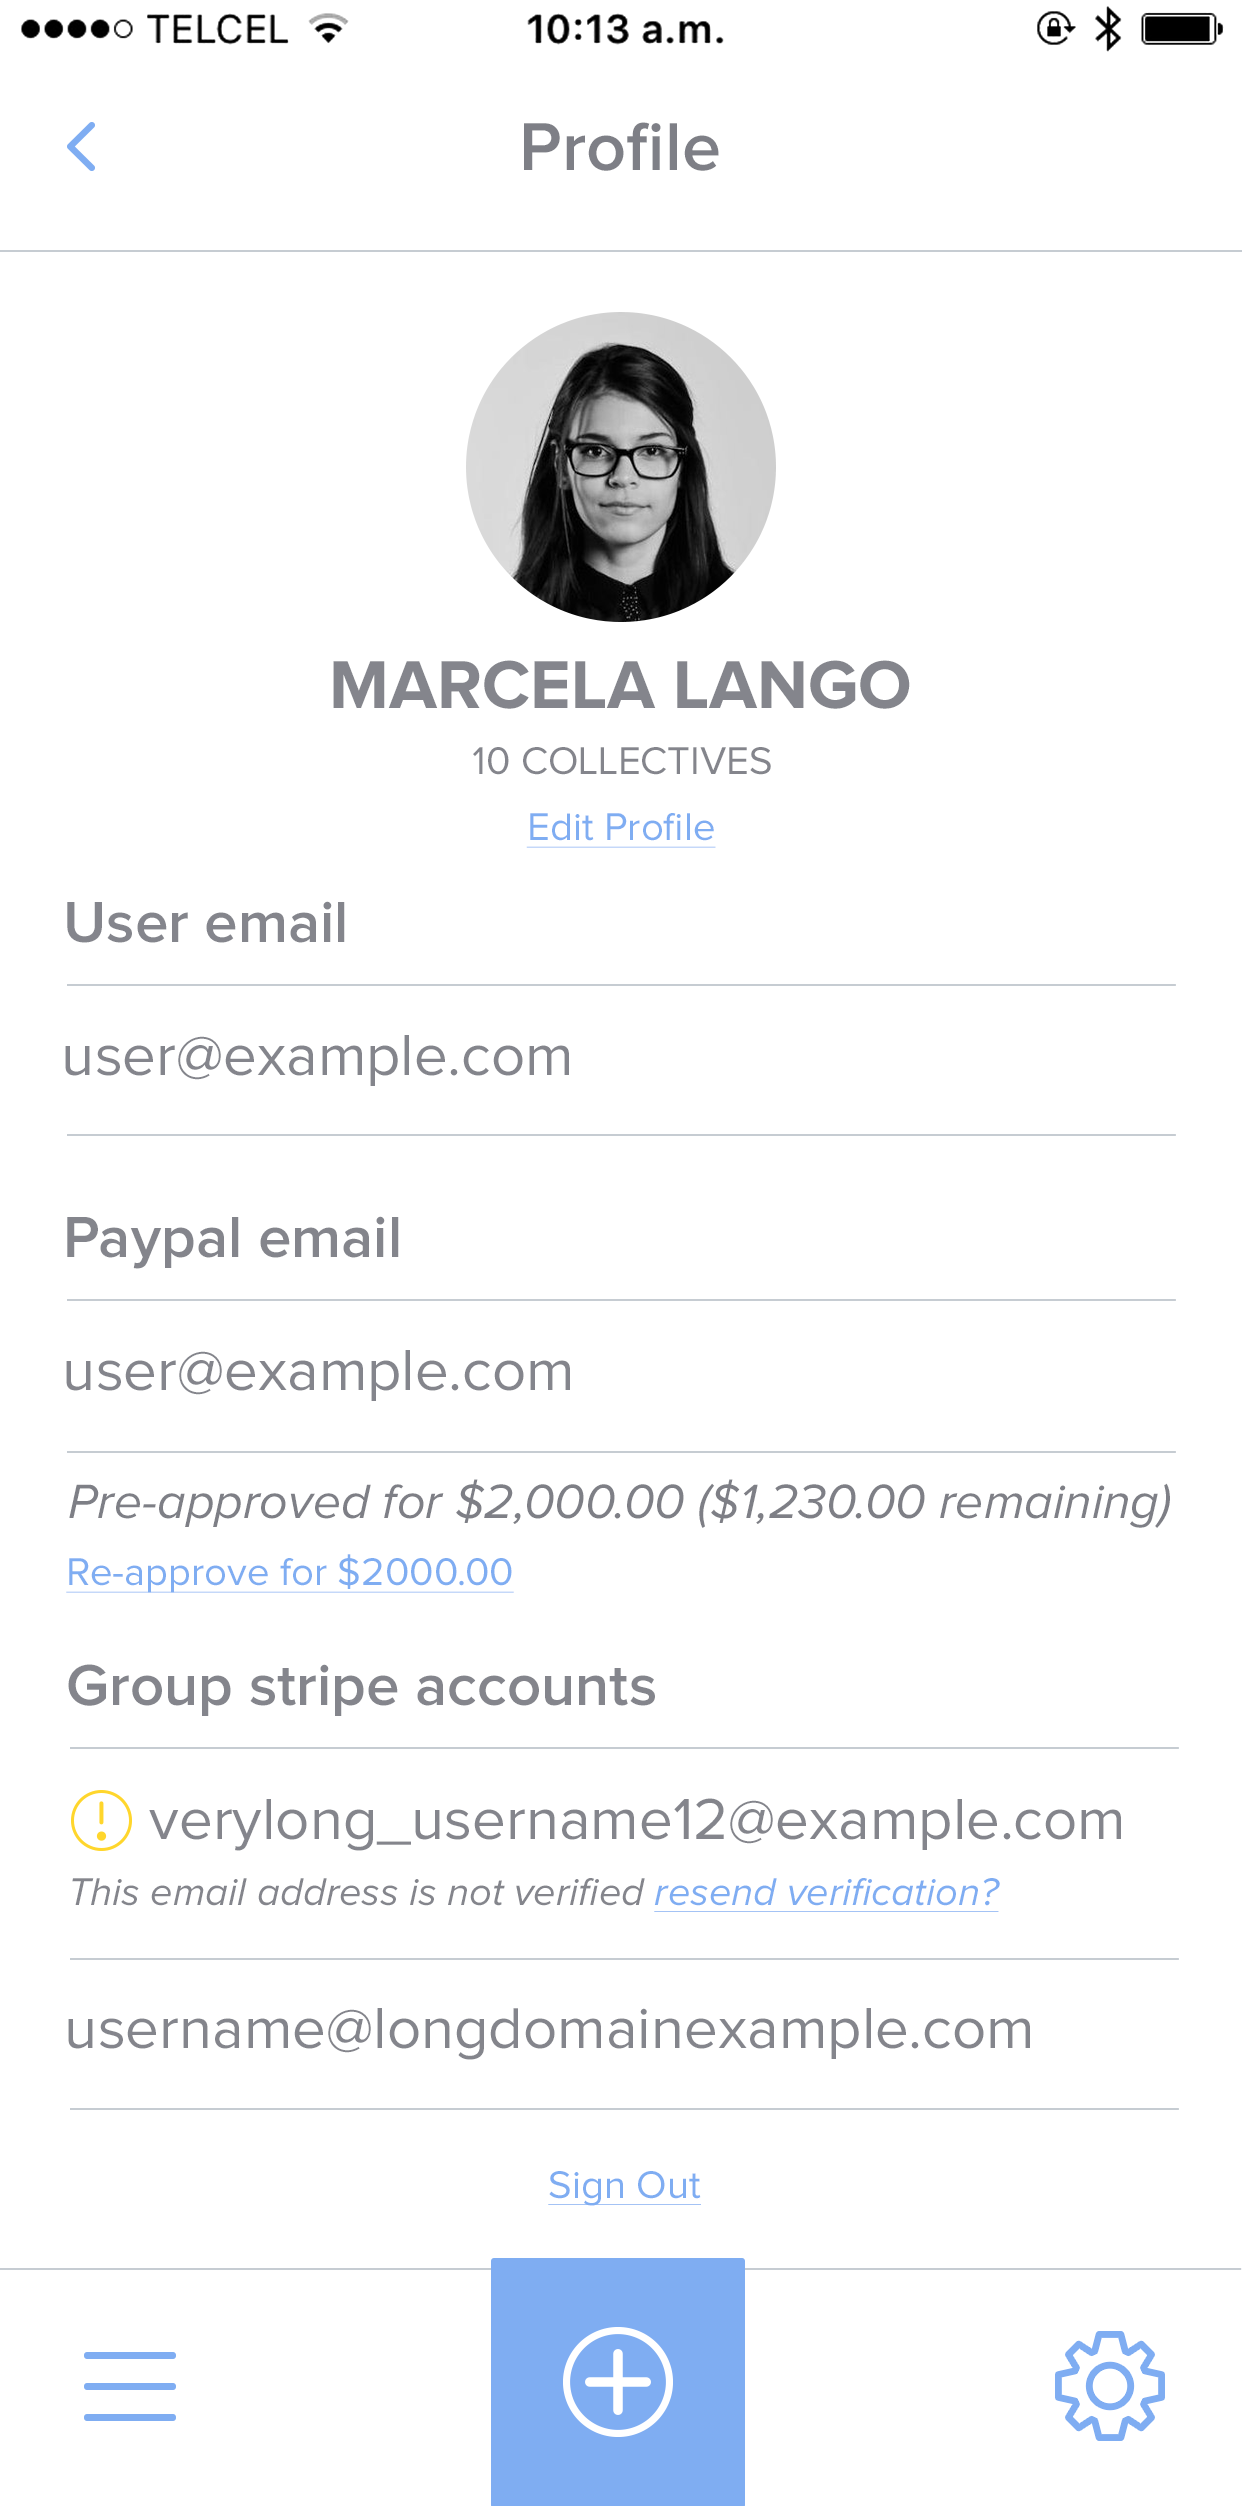 TELCEL 10:13 a.m.
Profile
MARCELA LANGO
10 COLLECTIVES
Edit Profile
User email
user@example.com
Paypal email
user@example.com
Pre-approved for $2,000.00 ($1,230.00 remaining)
Re-approve for $2000.00
Group stripe accounts
verylong_username12@example.com
This email address is not verified resend verification?
username@longdomainexample.com
Sign Out